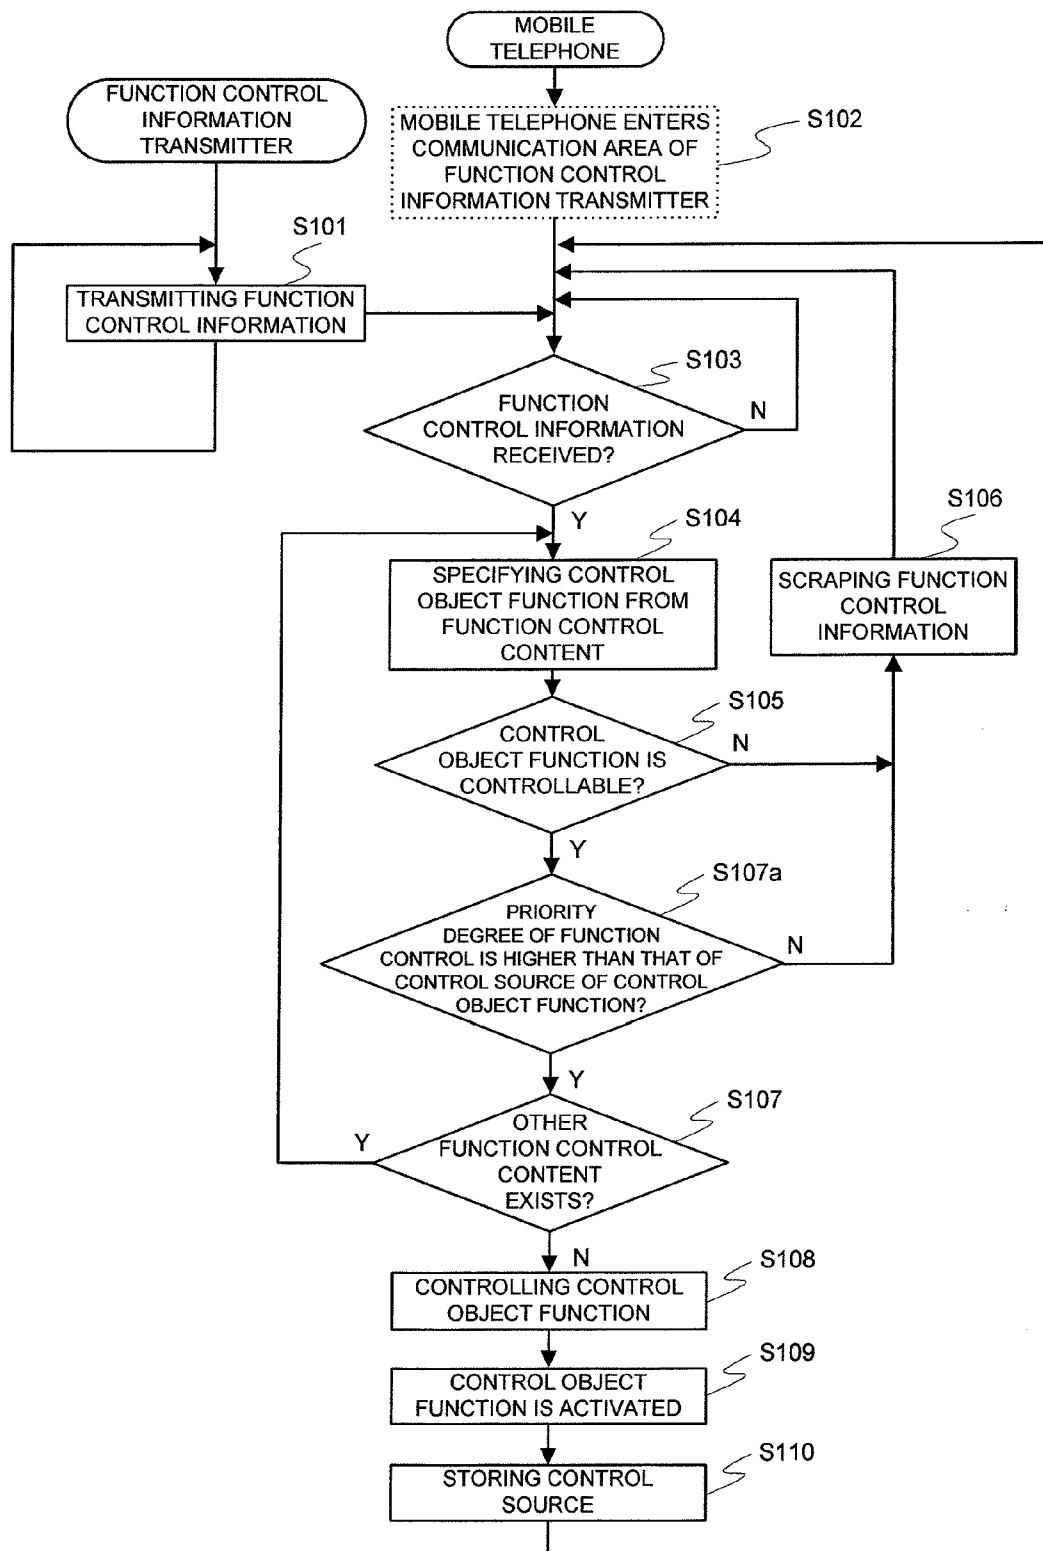 MOBILE
TELEPHONE
FUNCTION CONTROL
INFORMATION
TRANSMITTER
S102
MOBILE TELEPHONE ENTERS
COMMUNICATION AREA OF
FUNCTION CONTROL
INFORMATION TRANSMITTER
S101
TRANSMITTING FUNCTION
CONTROL INFORMATION
S103
FUNCTION
CONTROL INFORMATION
RECEIVED?
N
Y
S104
SPECIFYING CONTROL
OBJECT FUNCTION FROM
FUNCTION CONTROL
CONTENT
S106
SCRAPING FUNCTION
CONTROL
INFORMATION
S105
CONTROL
OBJECT FUNCTION IS
CONTROLLABLE?
N
Y
S107a
PRIORITY
DEGREE OF FUNCTION
CONTROL IS HIGHER THAN THAT OF
CONTROL SOURCE OF CONTROL
OBJECT FUNCTION?
N
Y
S107
OTHER
FUNCTION CONTROL
CONTENT
EXISTS?
Y
N
S108
CONTROLLING CONTROL
OBJECT FUNCTION
S109
CONTROL OBJECT
FUNCTION IS ACTIVATED
S110
STORING CONTROL
SOURCE